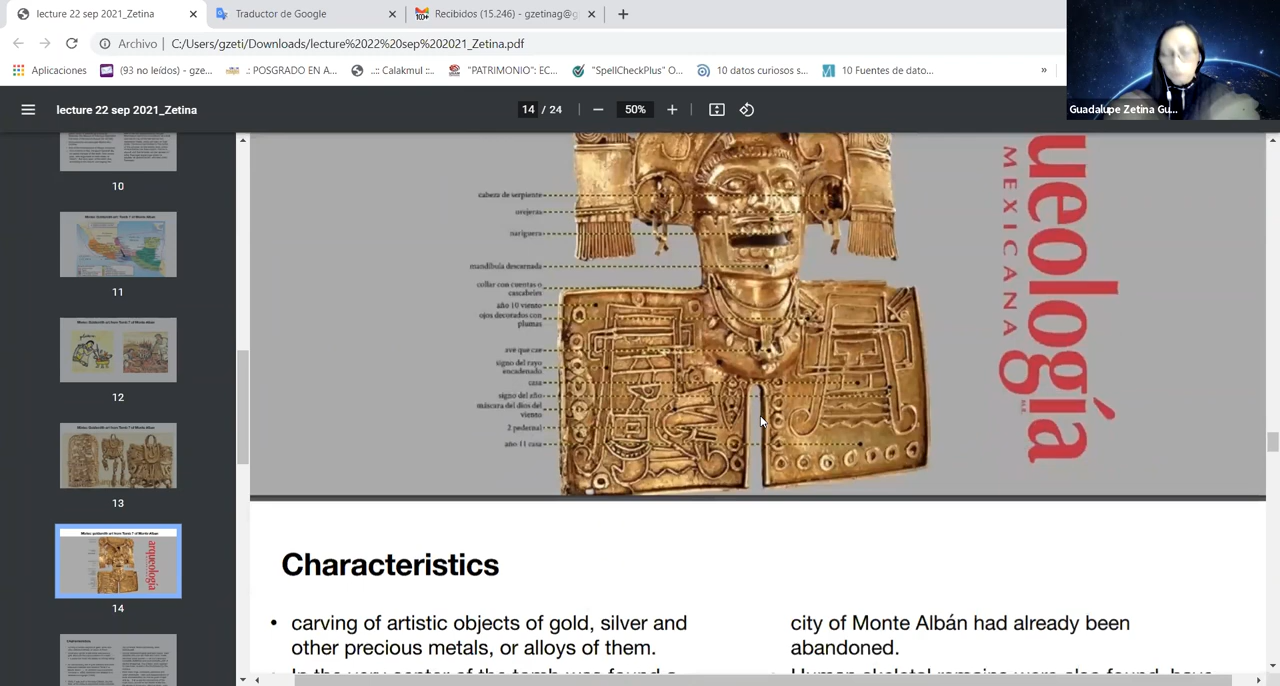 lecture 22 sep 2021_Zetina
Traductor de Google
Recibidos (15.246) - gzetinag@g
Archivo
C:/Users/gzeti/Downloads/lecture%2022%20sep%202021_Zetina.pdf
Aplicaciones
(93 no leídos) - gze...
.: POSGRADO EN A...
..:: Calakmul ::..
"PATRIMONIO": EC...
"SpellCheckPlus" O...
10 datos curiosos s...
10 Fuentes de dato...
»
Guadalupe Zetina Gu...
lecture 22 sep 2021_Zetina
14 / 24
50%
10
11
12
13
14
cabeza de serpiente
orejeras
nariguera
mandíbula descarnada
collar con cuentas o
cascabeles
año 10 viento
ojos decorados con
plumas
ave que cae
signo del rayo
encadenado
casa
signo del año
máscara del dios del
viento
2 pedernal
año 11 casa
ueología
MEXICANA
Characteristics
• carving of artistic objects of gold, silver and
other precious metals, or alloys of them.
city of Monte Albán had already been
abandoned.